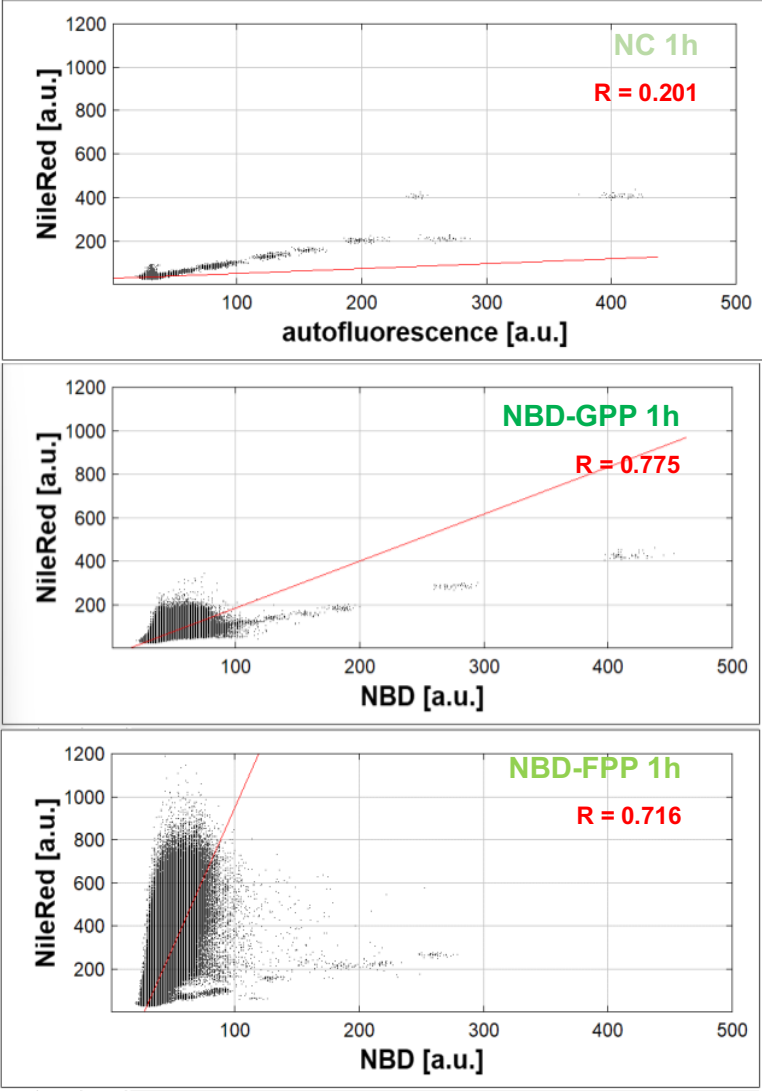 1200
NC 1h
1000
R = 0.201
800
600
400
200
NileRed [a.u.]
100 200 300 400 500
autofluorescence [a.u.]
1200
NBD-GPP 1h
1000
R = 0.775
800
600
400
200
NileRed [a.u.]
100 200 300 400 500
NBD [a.u.]
1200
NBD-FPP 1h
1000
R = 0.716
800
600
400
200
NileRed [a.u.]
100 200 300 400 500
NBD [a.u.]